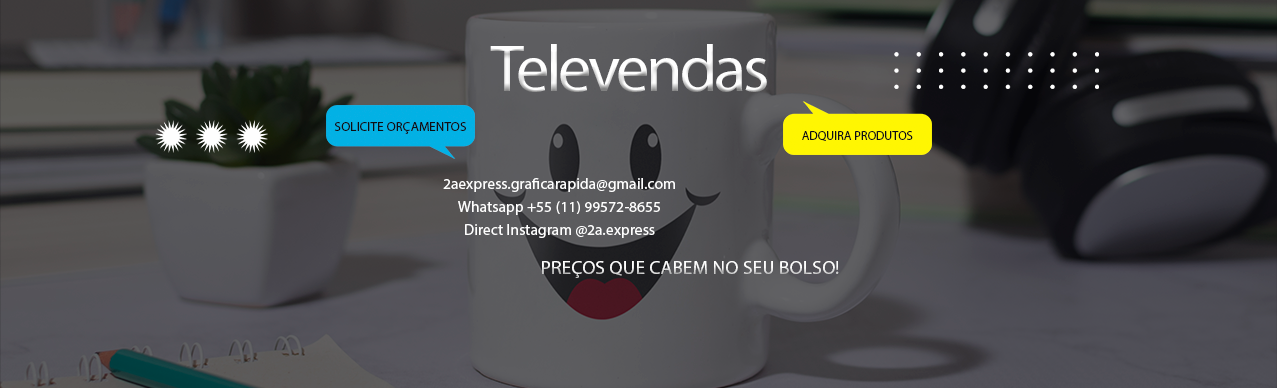 Televendas
SOLICITE ORÇAMENTOS
ADQUIRA PRODUTOS
2aexpress.graficarapida@gmail.com
Whatsapp +55 (11) 99572-8655
Direct Instagram @2a.express
PREÇOS QUE CABEM NO SEU BOLSO!